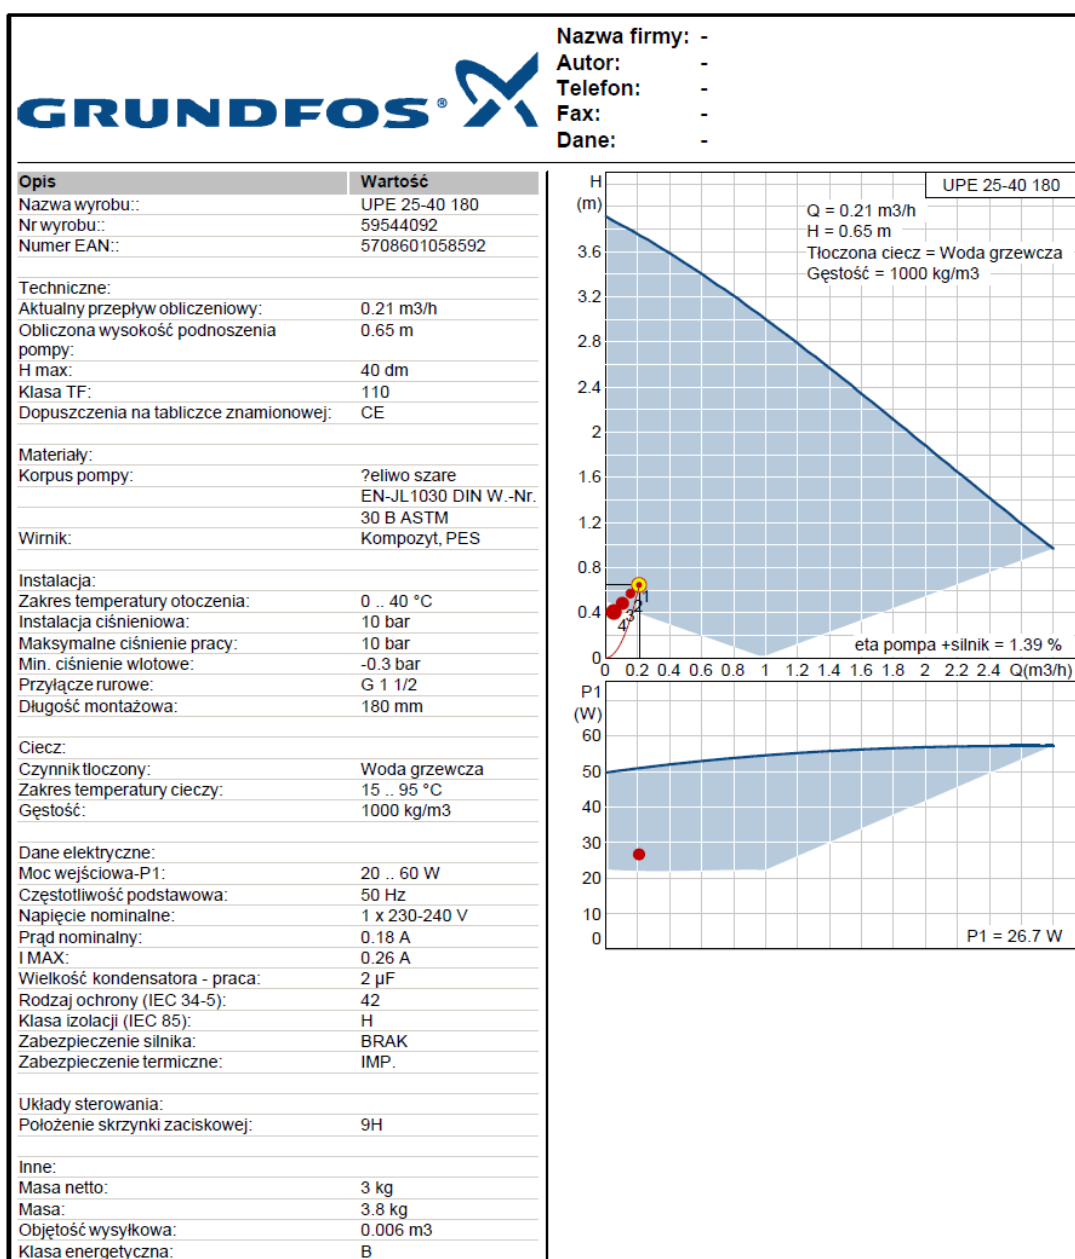 GRUNDFOS®
Nazwa firmy: -
Autor: -
Telefon: -
Fax: -
Dane: -
Opis Wartość
Nazwa wyrobu:: UPE 25-40 180
Nr wyrobu:: 59544092
Numer EAN:: 5708601058592
Techniczne:
Aktualny przepływ obliczeniowy: 0.21 m3/h
Obliczona wysokość podnoszenia 0.65 m
pompy:
H max: 40 dm
Klasa TF: 110
Dopuszczenia na tabliczce znamionowej: CE
Materiały:
Korpus pompy: ?eliwo szare
EN-JL1030 DIN W.-Nr.
30 B ASTM
Wirnik: Kompozyt, PES
Instalacja:
Zakres temperatury otoczenia: 0 .. 40 °C
Instalacja ciśnieniowa: 10 bar
Maksymalne ciśnienie pracy: 10 bar
Min. ciśnienie wlotowe: -0.3 bar
Przyłącze rurowe: G 1 1/2
Długość montażowa: 180 mm
Ciecz:
Czynnik tłoczony: Woda grzewcza
Zakres temperatury cieczy: 15 .. 95 °C
Gęstość: 1000 kg/m3
Dane elektryczne:
Moc wejściowa-P1: 20 .. 60 W
Częstotliwość podstawowa: 50 Hz
Napięcie nominalne: 1 x 230-240 V
Prąd nominalny: 0.18 A
I MAX: 0.26 A
Wielkość kondensatora - praca: 2 µF
Rodzaj ochrony (IEC 34-5): 42
Klasa izolacji (IEC 85): H
Zabezpieczenie silnika: BRAK
Zabezpieczenie termiczne: IMP.
Układy sterowania:
Położenie skrzynki zaciskowej: 9H
Inne:
Masa netto: 3 kg
Masa: 3.8 kg
Objętość wysyłkowa: 0.006 m3
Klasa energetyczna: B
H
(m)
UPE 25-40 180
Q = 0.21 m3/h
H = 0.65 m
Tłoczona ciecz = Woda grzewcza
Gęstość = 1000 kg/m3
3.6
3.2
2.8
2.4
2
1.6
1.2
0.8
0.4
0
1
2
3
4
eta pompa +silnik = 1.39 %
0 0.2 0.4 0.6 0.8 1 1.2 1.4 1.6 1.8 2 2.2 2.4 Q(m3/h)
P1
(W)
60
50
40
30
20
10
0
P1 = 26.7 W